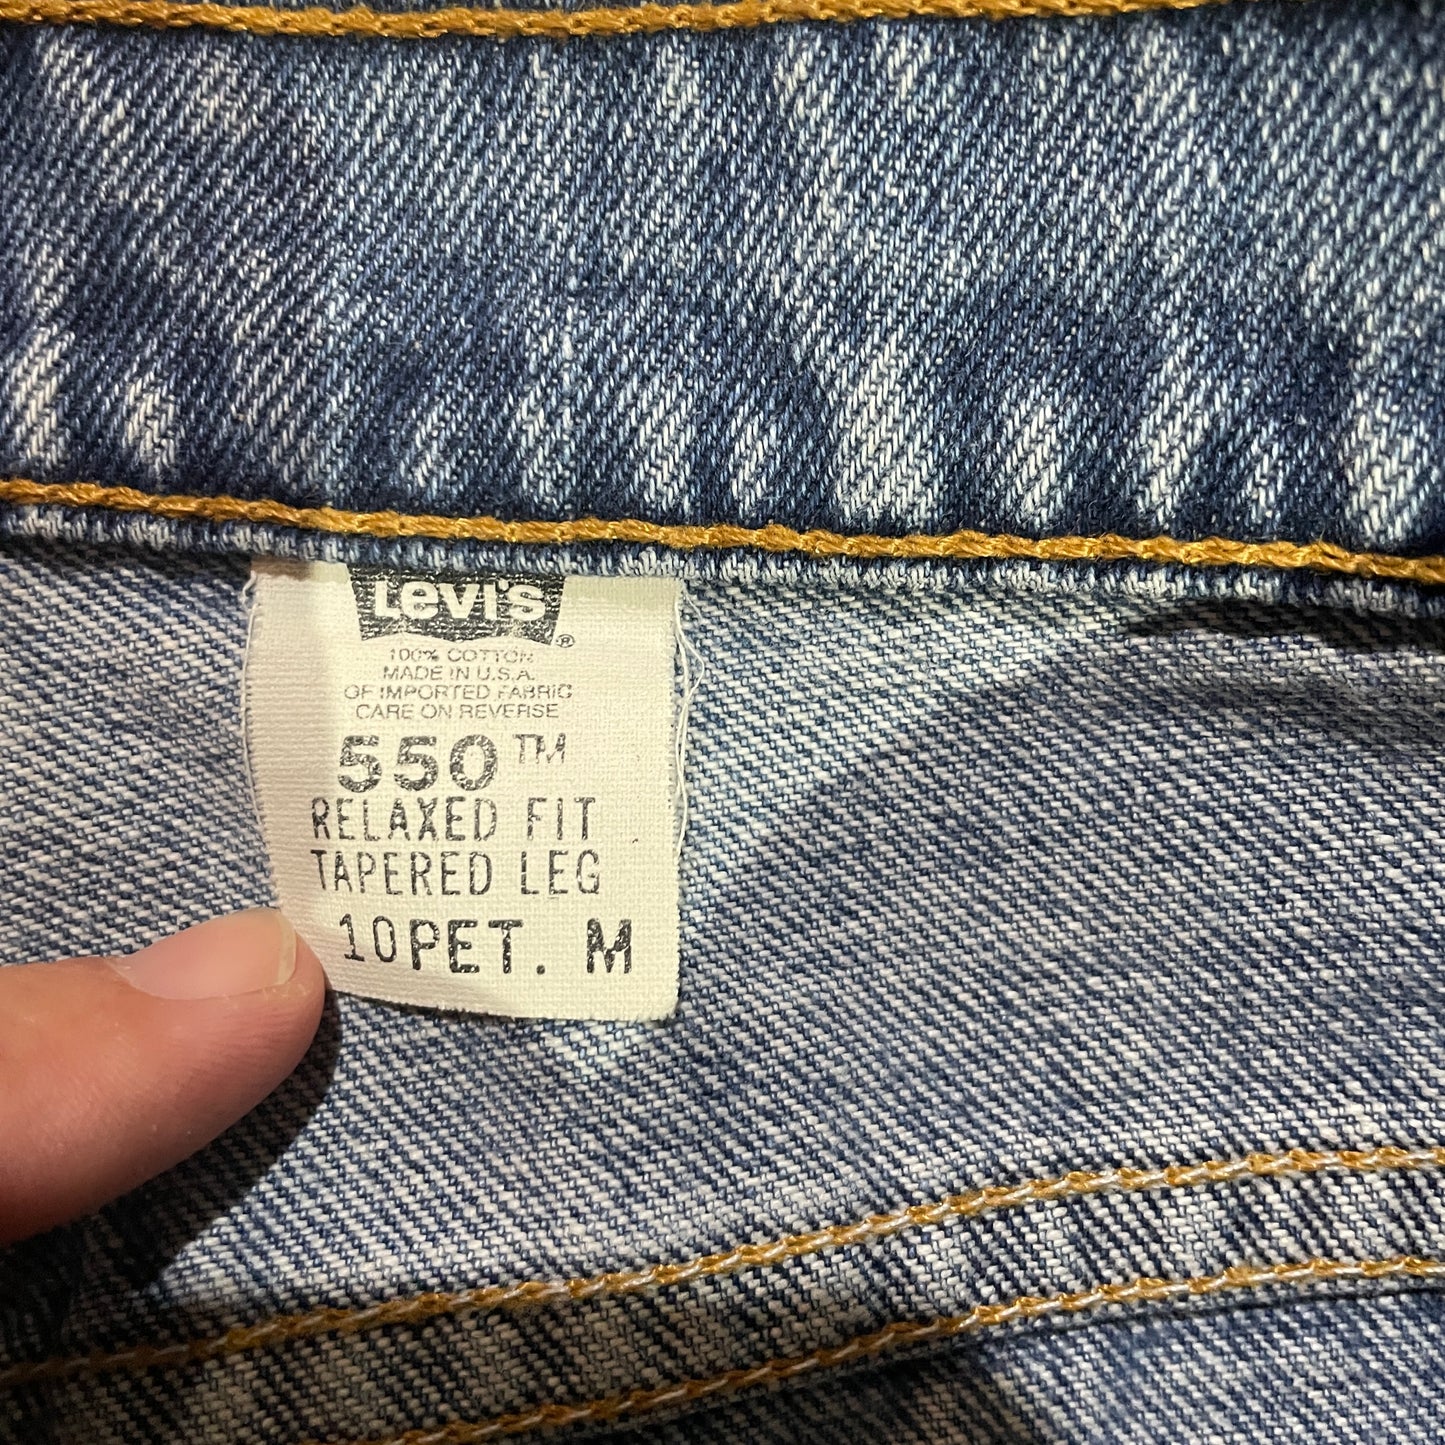 Levi's®
100% COTTON
MADE IN U.S.A.
OF IMPORTED FABRIC
CARE ON REVERSE
550™
RELAXED FIT
TAPERED LEG
10PET. M